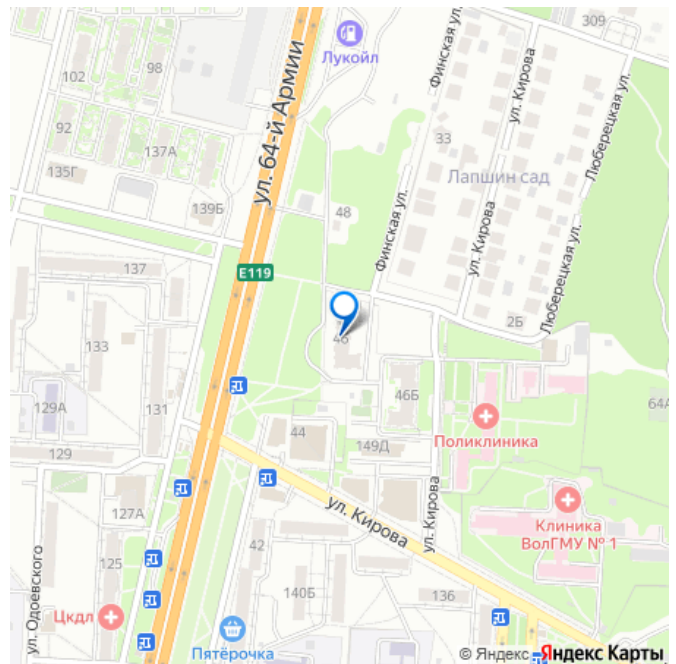 309
Лукойл
ул. 64-й Армии
Финская ул.
ул. Кирова
Люберецкая ул.
98
102
92
137А
135Г
139Б
33
Лапшин сад
48
Финская ул.
ул. Кирова
Люберецкая ул.
137
E119
2Б
133
46
129А
131
46Б
64А
44
149Д
Поликлиника
129
127А
ул. Кирова
ул. Кирова
Клиника
ВолГМУ № 1
ул. Одоевского
125
42
140Б
136
Цкдл
Пятёрочка
© Яндекс
Яндекс Карты